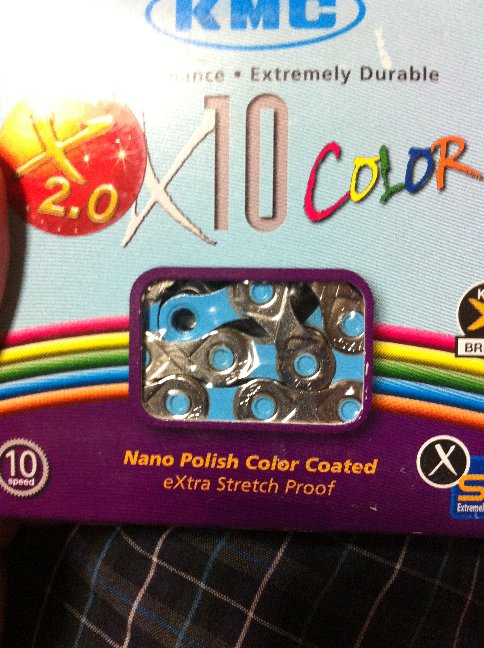 KMC
Extremely Durable
X10 COLOR
X
2.0
10
speed
Nano Polish Color Coated
eXtra Stretch Proof
X